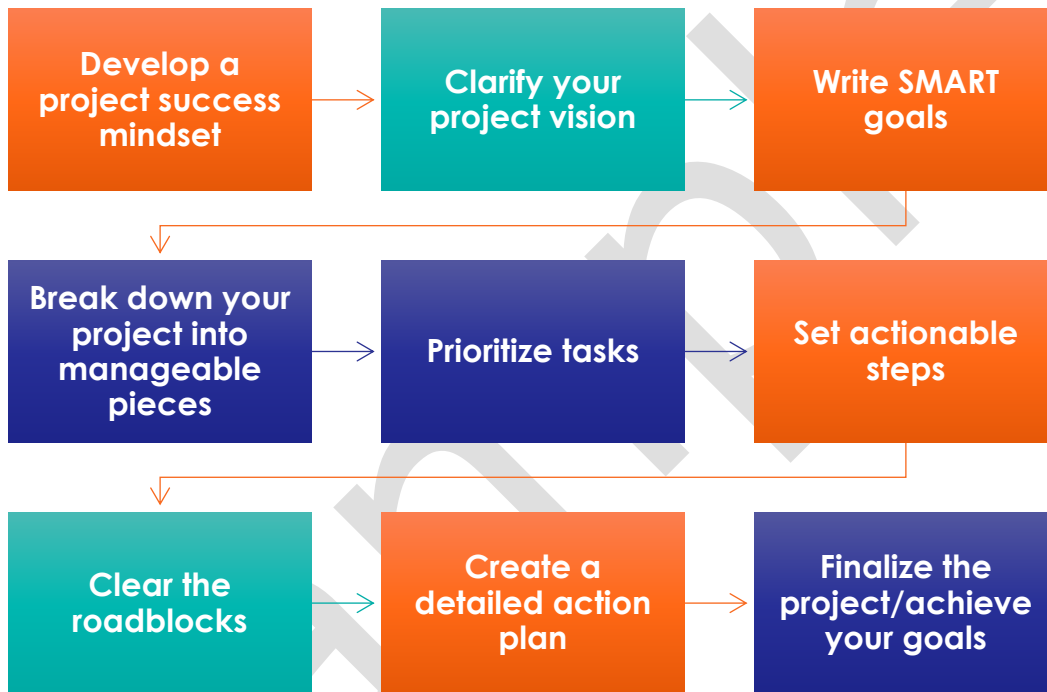 Develop a
project success
mindset
Clarify your
project vision
Write SMART
goals
Break down your
project into
manageable
pieces
Prioritize tasks
Set actionable
steps
Clear the
roadblocks
Create a
detailed action
plan
Finalize the
project/achieve
your goals